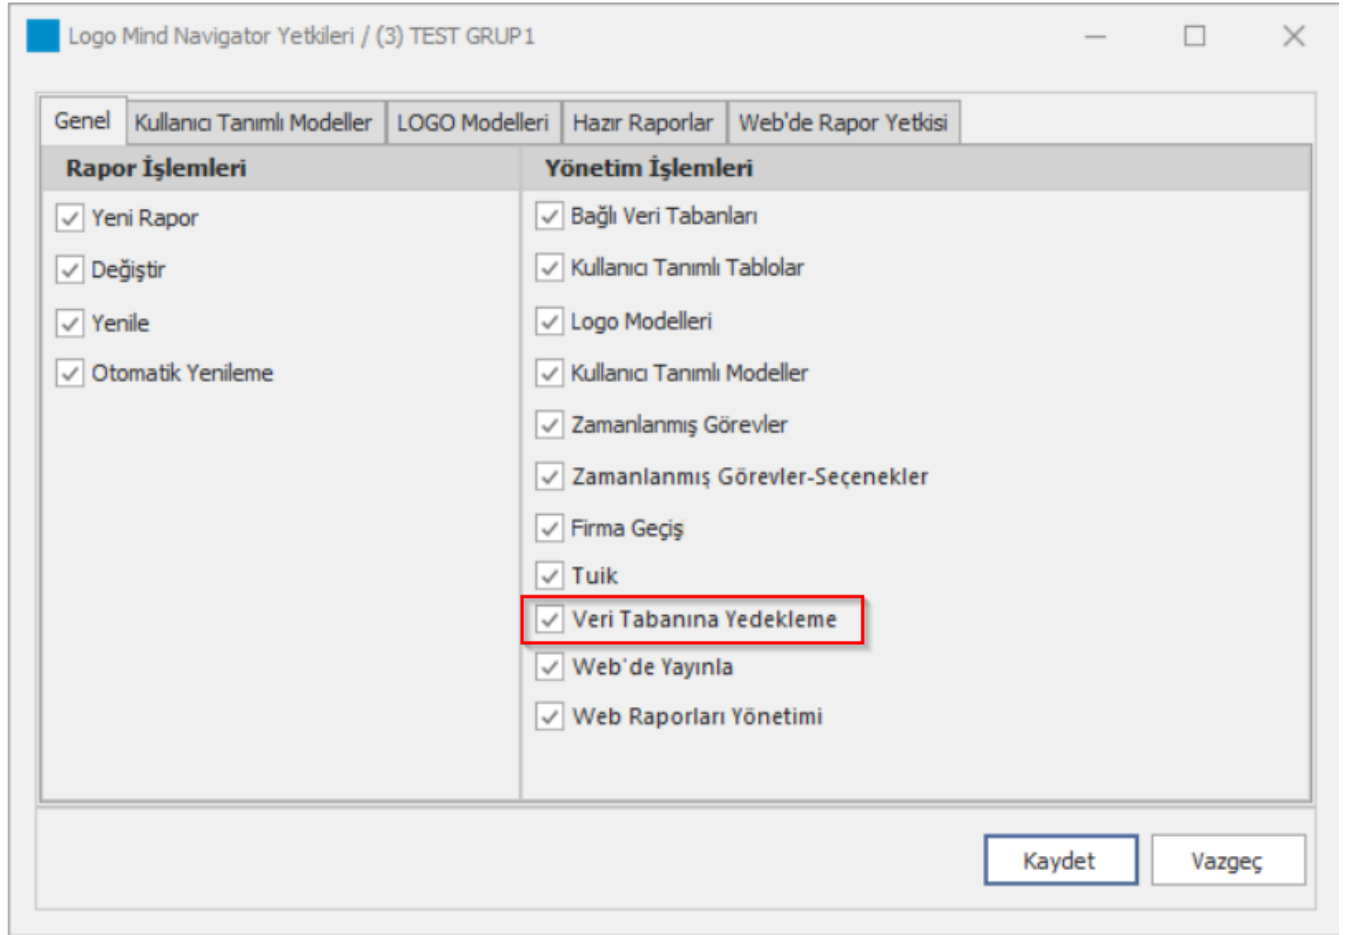 Logo Mind Navigator Yetkileri / (3) TEST GRUP1
Genel
Kullanıcı Tanımlı Modeller
LOGO Modelleri
Hazır Raporlar
Web'de Rapor Yetkisi
Rapor İşlemleri
Yeni Rapor
Değiştir
Yenile
Otomatik Yenileme
Yönetim İşlemleri
Bağlı Veri Tabanları
Kullanıcı Tanımlı Tablolar
Logo Modelleri
Kullanıcı Tanımlı Modeller
Zamanlanmış Görevler
Zamanlanmış Görevler-Seçenekler
Firma Geçiş
Tuik
Veri Tabanına Yedekleme
Web'de Yayınla
Web Raporları Yönetimi
Kaydet
Vazgeç